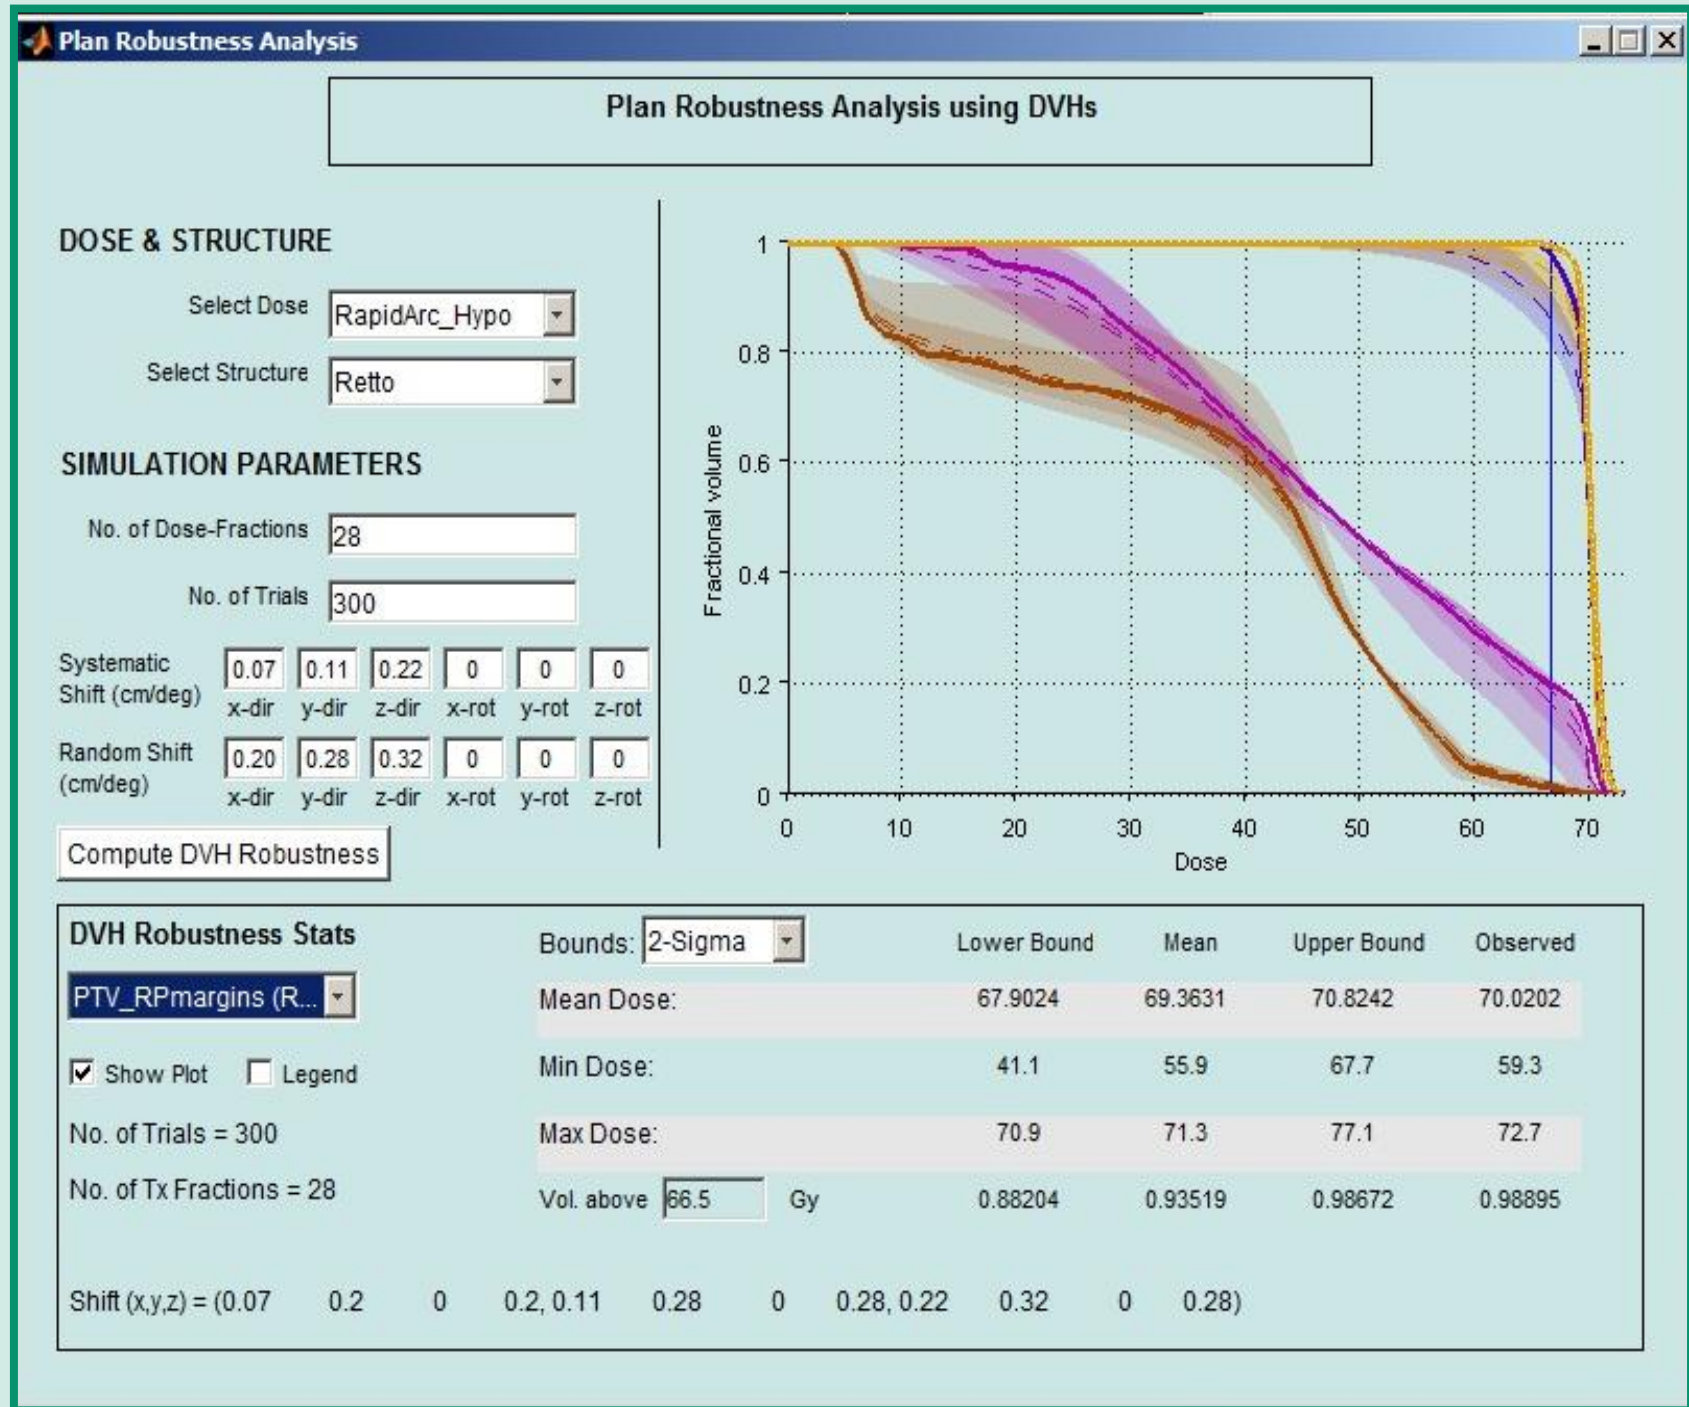 Plan Robustness Analysis
Plan Robustness Analysis using DVHs
DOSE & STRUCTURE
Select Dose RapidArc_Hypo
Select Structure Retto
SIMULATION PARAMETERS
No. of Dose-Fractions 28
No. of Trials 300
Systematic
Shift (cm/deg) 0.07 0.11 0.22 0 0 0
x-dir y-dir z-dir x-rot y-rot z-rot
Random Shift
(cm/deg) 0.20 0.28 0.32 0 0 0
x-dir y-dir z-dir x-rot y-rot z-rot
Compute DVH Robustness
Fractional volume
1
0.8
0.6
0.4
0.2
0
0 10 20 30 40 50 60 70
Dose
DVH Robustness Stats
PTV_RPmargins (R...
Show Plot Legend
No. of Trials = 300
No. of Tx Fractions = 28
Bounds: 2-Sigma Lower Bound Mean Upper Bound Observed
Mean Dose: 67.9024 69.3631 70.8242 70.0202
Min Dose: 41.1 55.9 67.7 59.3
Max Dose: 70.9 71.3 77.1 72.7
Vol. above 66.5 Gy 0.88204 0.93519 0.98672 0.98895
Shift (x,y,z) = (0.07 0.2 0 0.2, 0.11 0.28 0 0.28, 0.22 0.32 0 0.28)